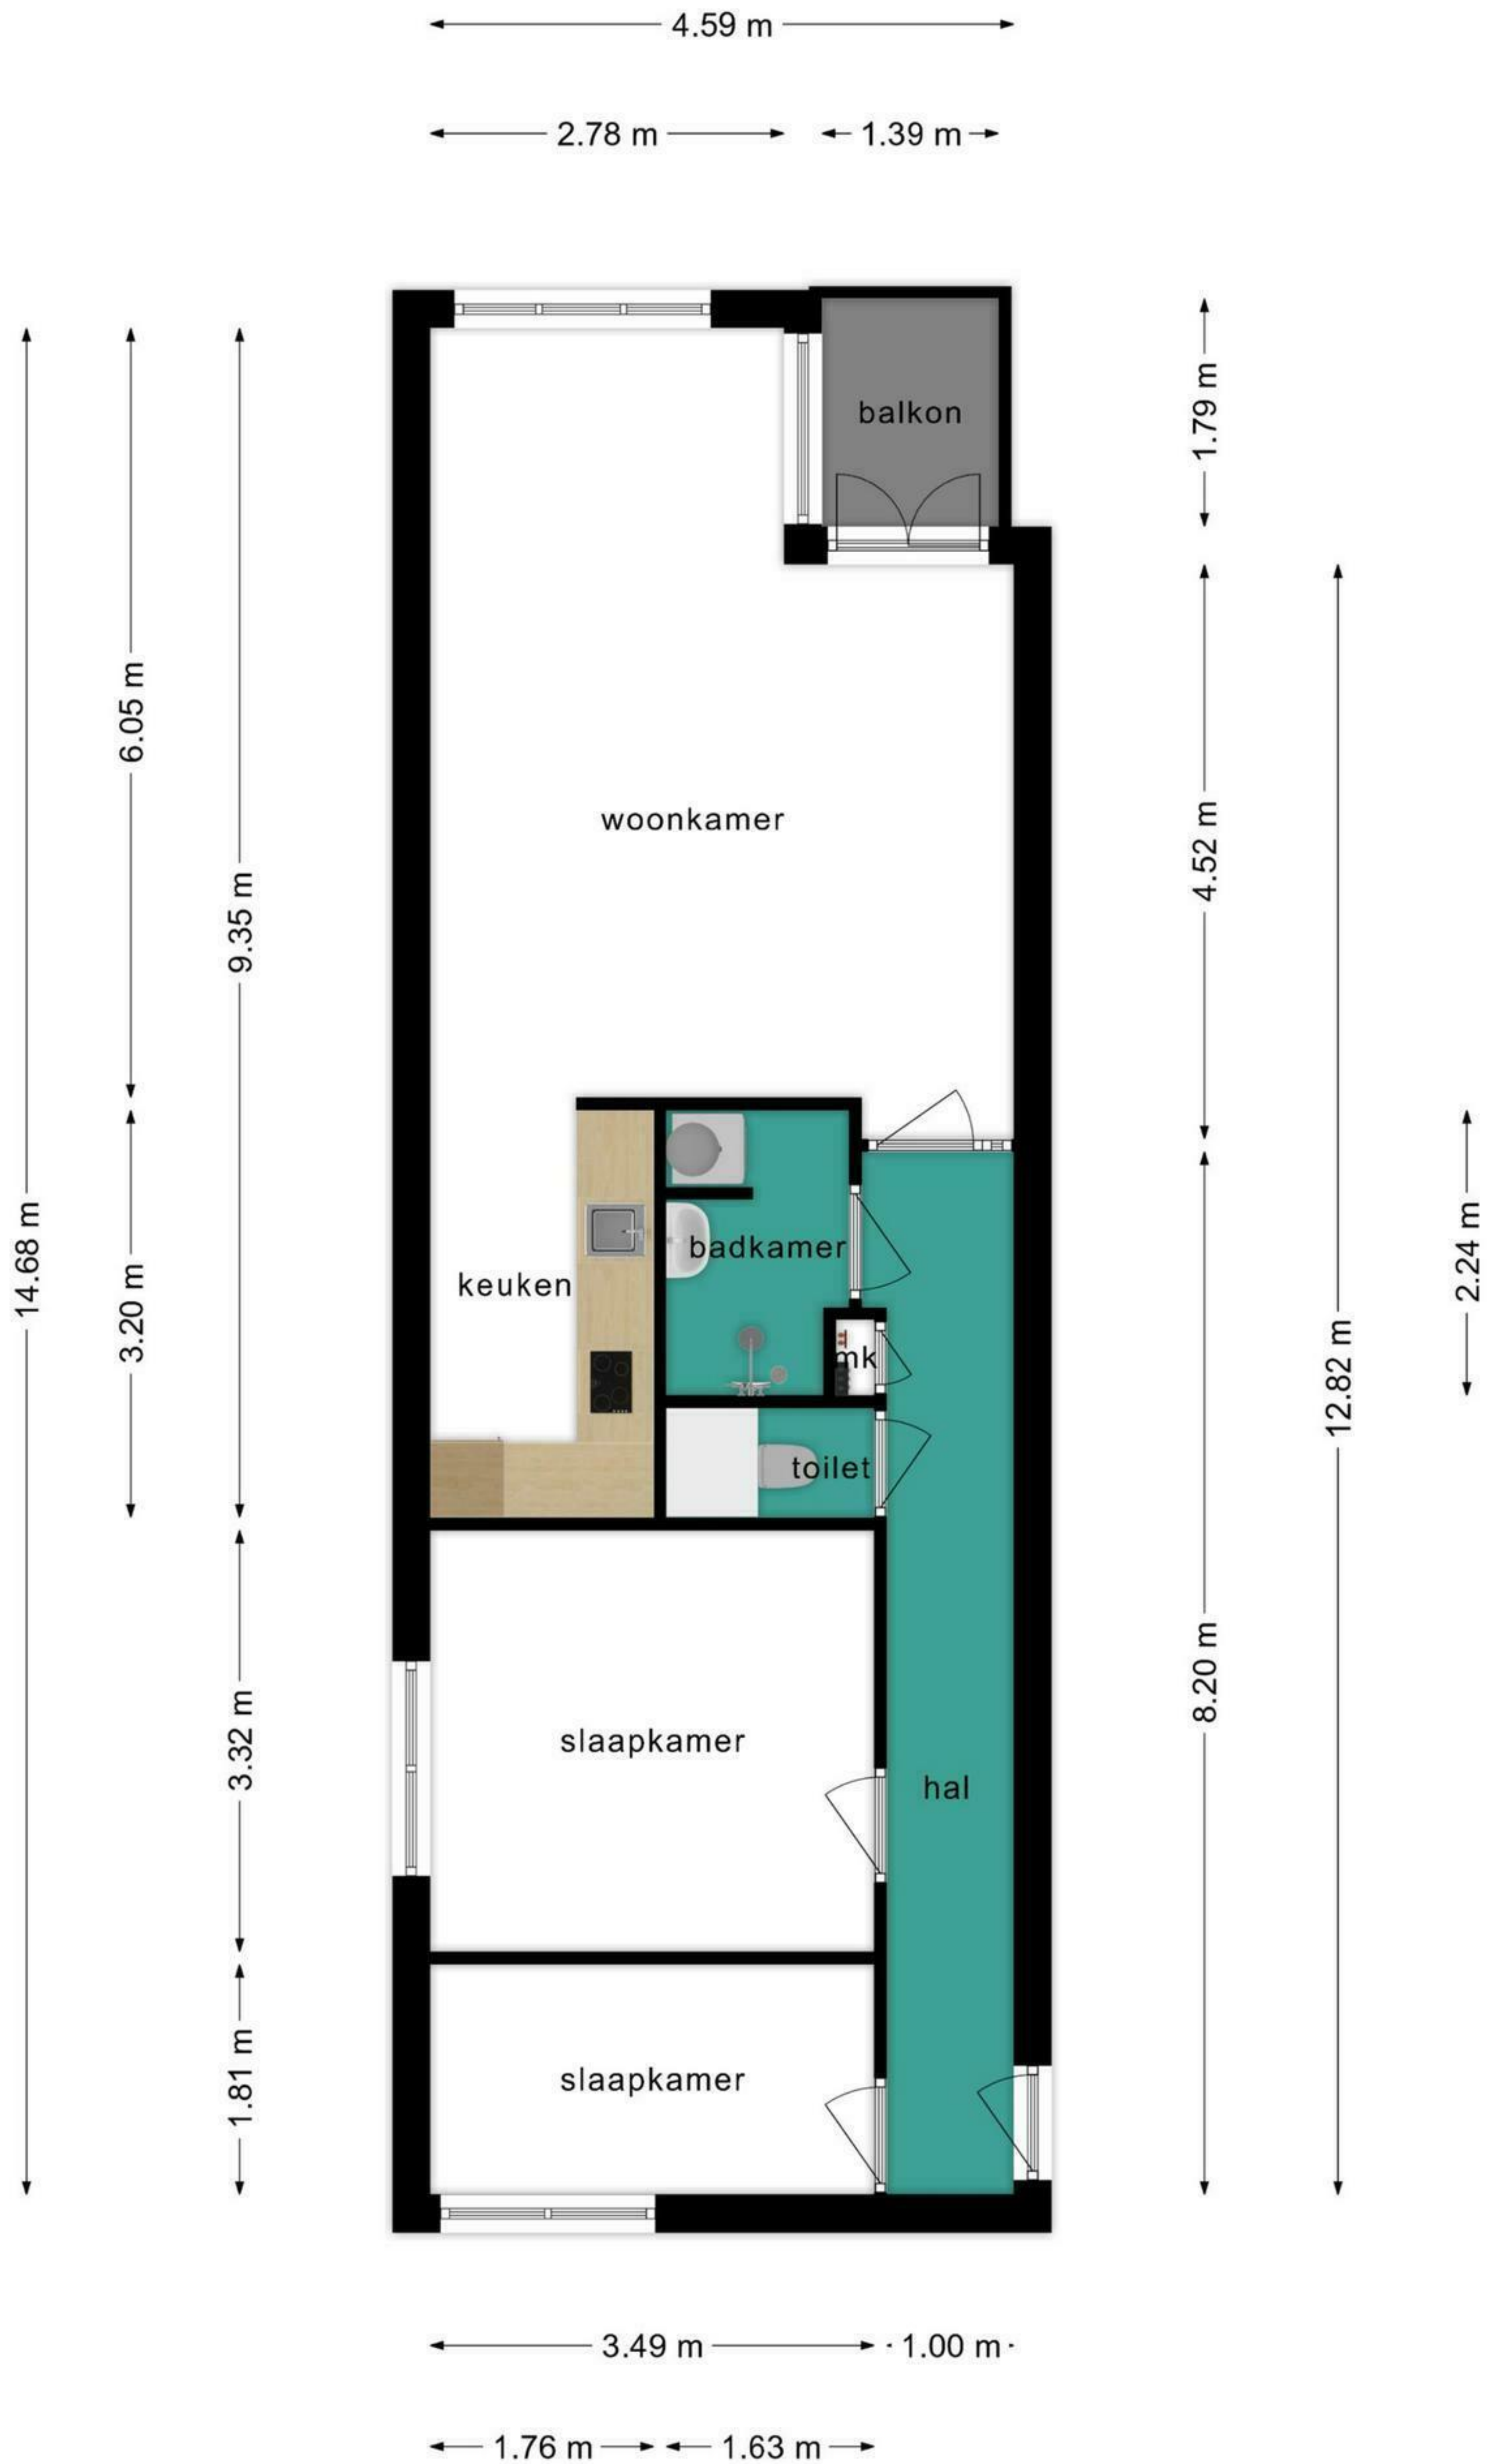 4.59 m
2.78 m
1.39 m
balkon
1.79 m
6.05 m
9.35 m
woonkamer
4.52 m
14.68 m
3.20 m
keuken
badkamer
mk
toilet
2.24 m
12.82 m
slaapkamer
3.32 m
hal
8.20 m
slaapkamer
1.81 m
3.49 m
1.00 m
1.76 m
1.63 m